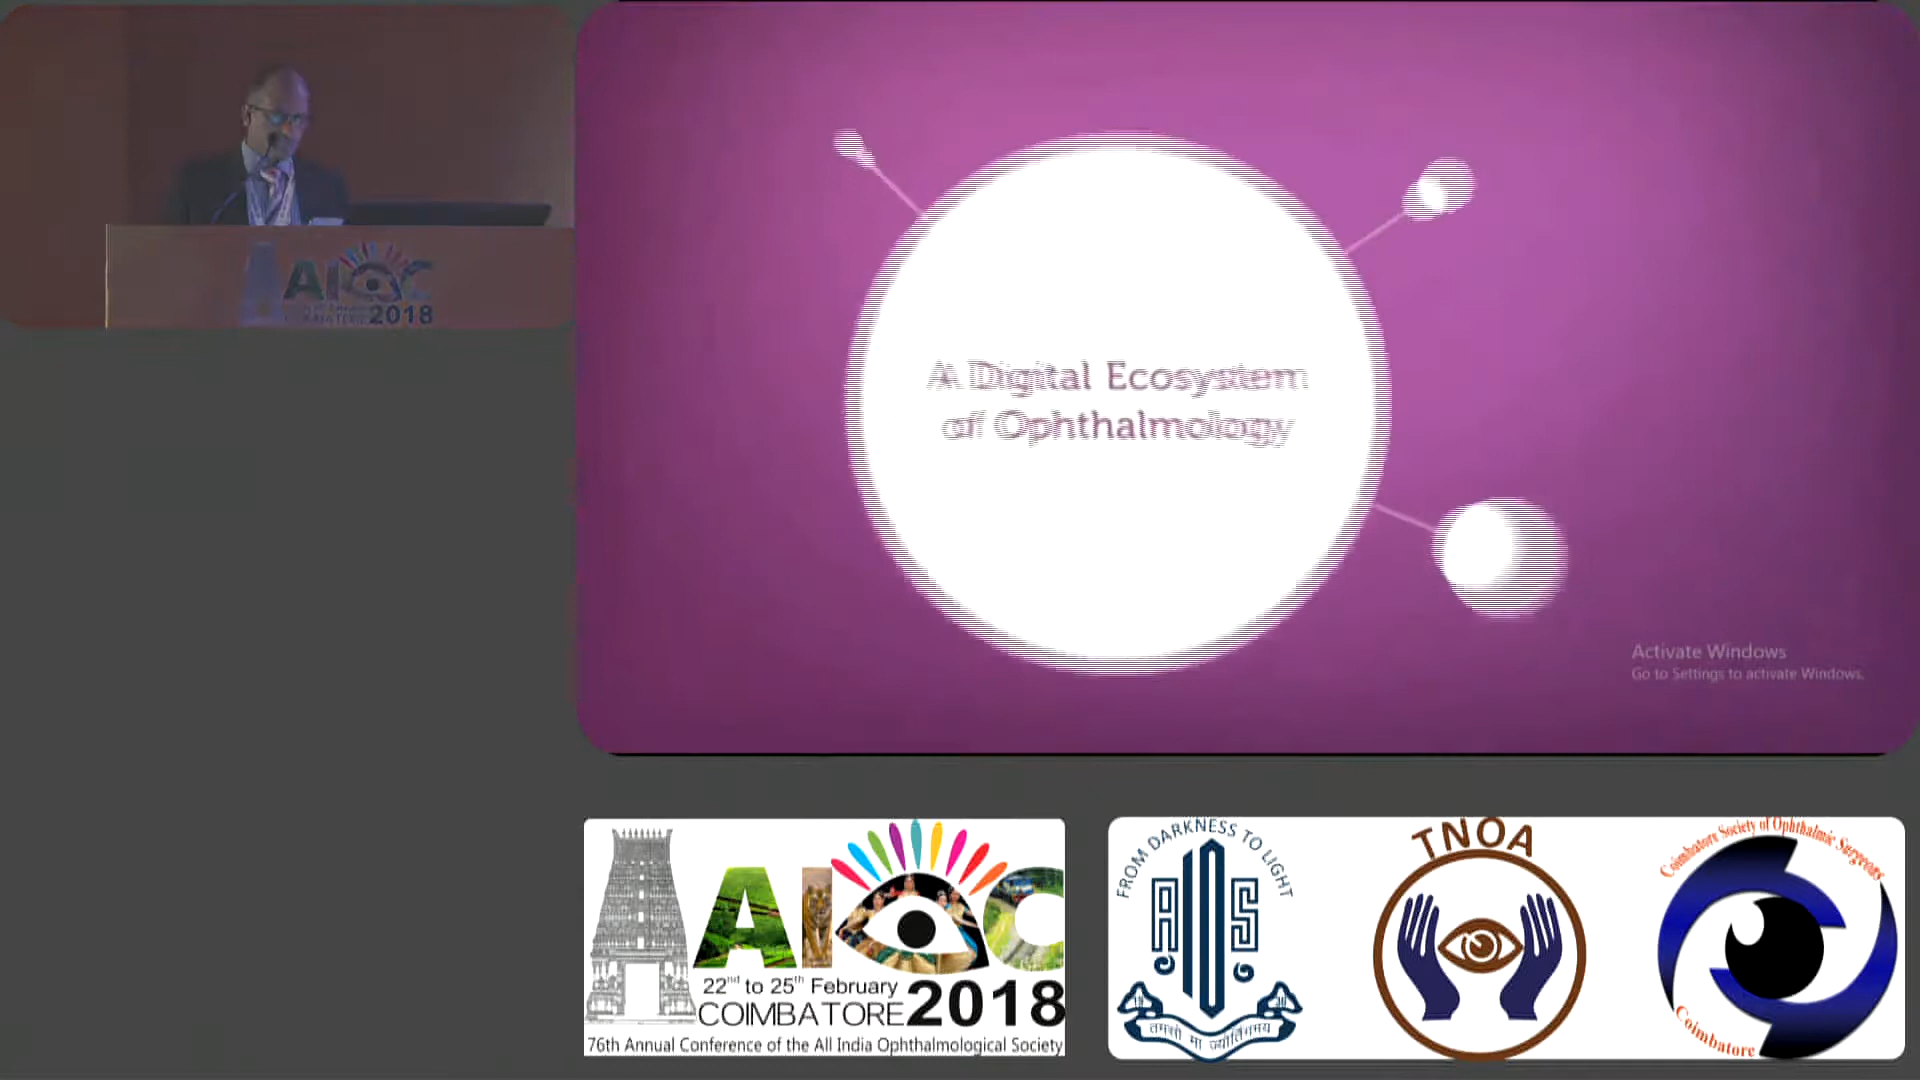 AIOC
2018
A Digital Ecosystem
of Ophthalmology
Activate Windows
Go to Settings to activate Windows.
AIOC
22nd to 25th February
COIMBATORE 2018
76th Annual Conference of the All India Ophthalmological Society
FROM DARKNESS TO LIGHT
AIOS
19
30
तमसो मा ज्योतिर्गमय
TNOA
Coimbatore Society of Ophthalmic Surgeons
Coimbatore